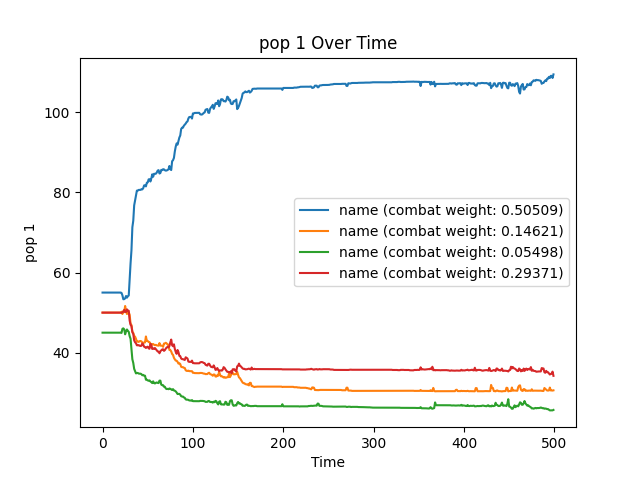 pop 1 Over Time
pop 1
100
80
60
40
name (combat weight: 0.50509)
name (combat weight: 0.14621)
name (combat weight: 0.05498)
name (combat weight: 0.29371)
0 100 200 300 400 500
Time